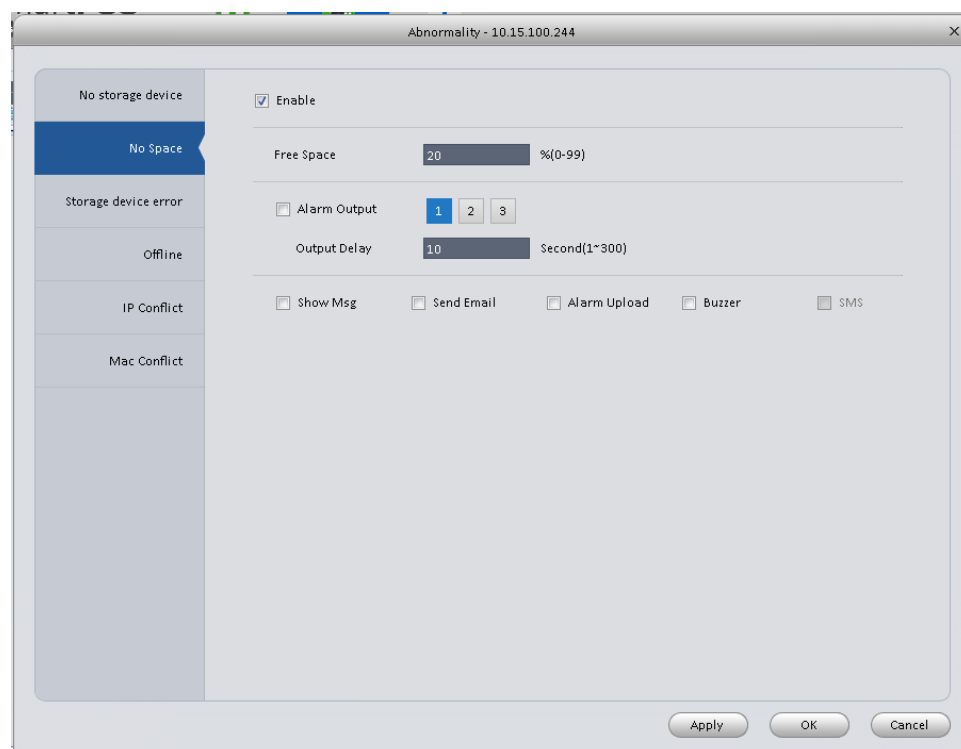 Abnormality - 10.15.100.244
No storage device
No Space
Storage device error
Offline
IP Conflict
Mac Conflict
Enable
Free Space 20 %(0-99)
Alarm Output 1 2 3
Output Delay 10 Second(1~300)
Show Msg Send Email Alarm Upload Buzzer SMS
Apply OK Cancel